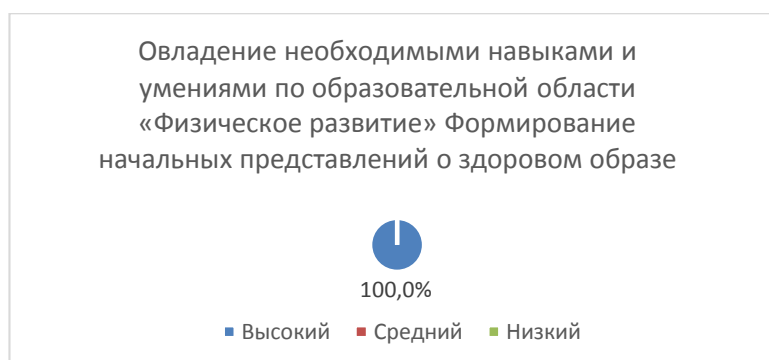 Овладение необходимыми навыками и
умениями по образовательной области
«Физическое развитие» Формирование
начальных представлений о здоровом образе
100,0%
Высокий Средний Низкий